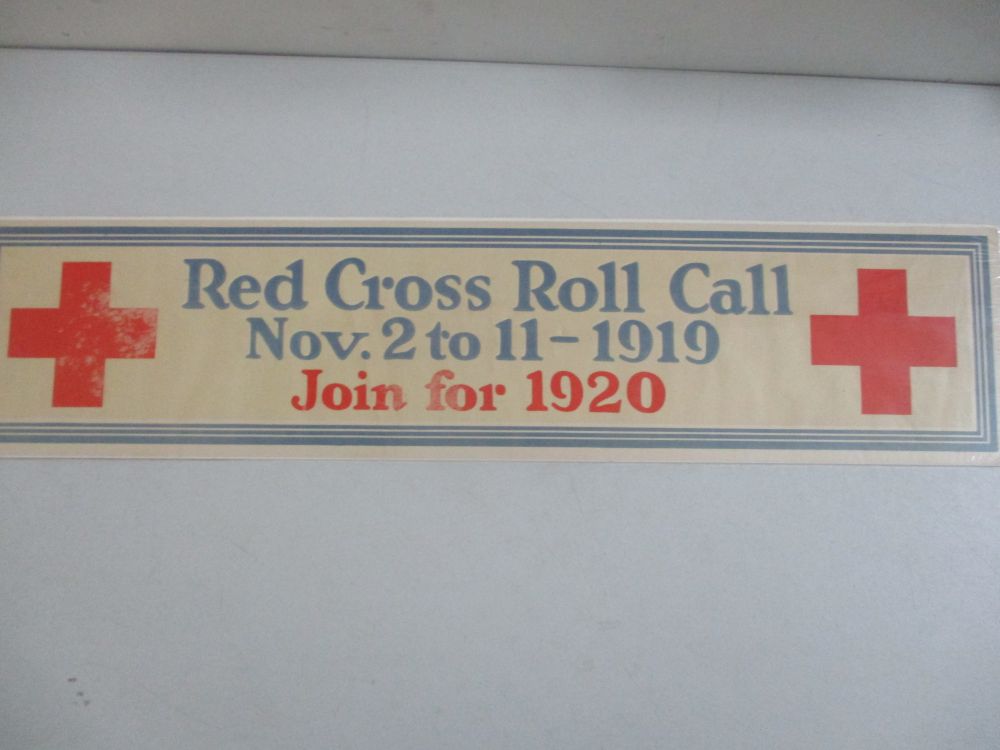 Red Cross Roll Call
Nov. 2 to 11 - 1919
Join for 1920